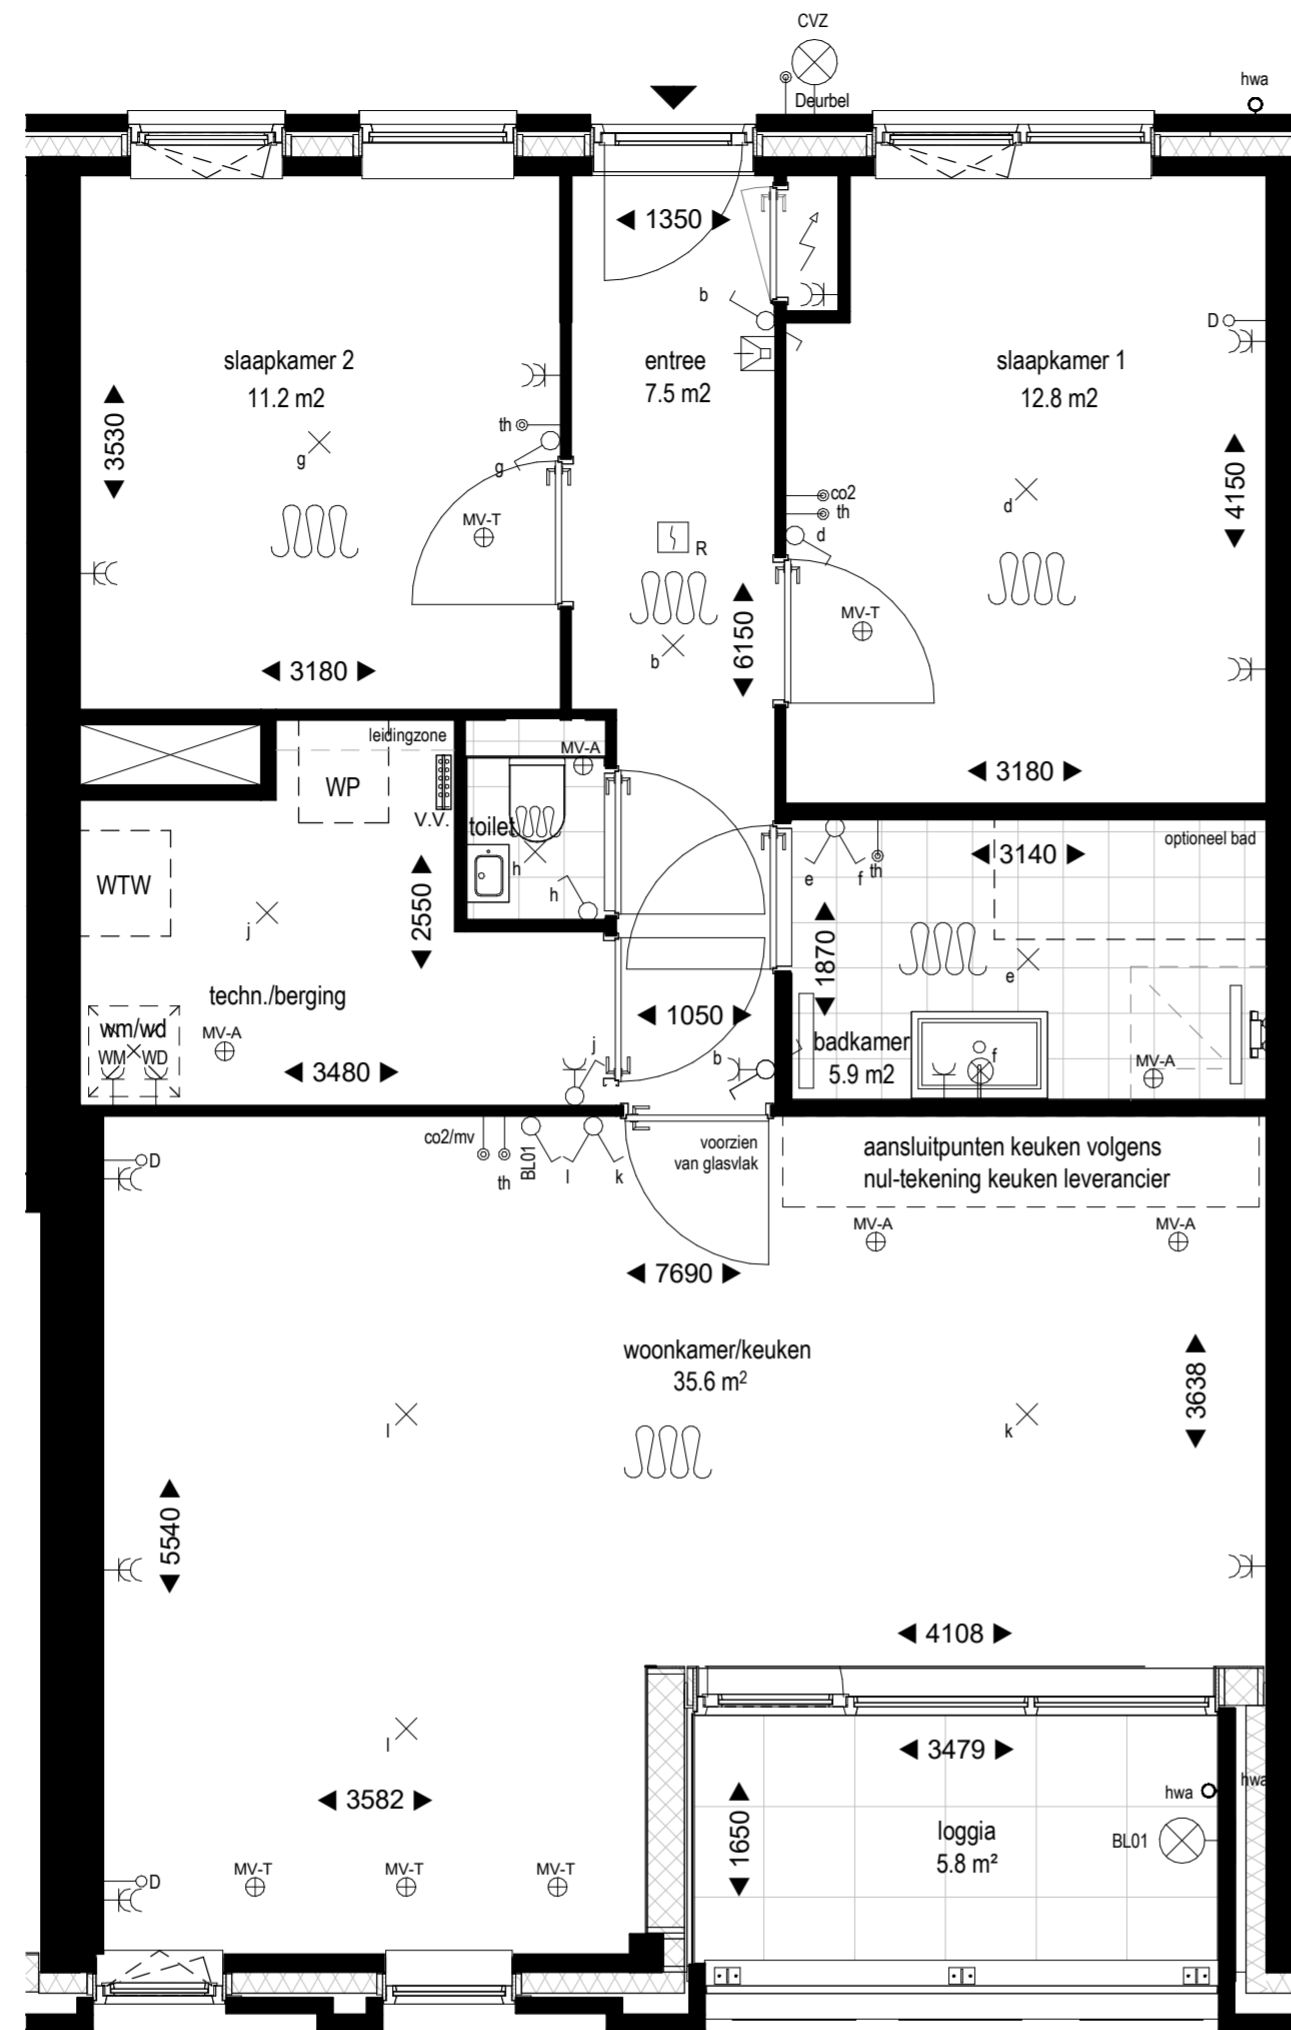 CVZ
Deurbel
hwa
1350
b
slaapkamer 2
11.2 m2
entree
7.5 m2
slaapkamer 1
12.8 m2
D
3530
th
g
g
4150
co2
th
d
d
MV-T
R
b
6150
MV-T
3180
3180
leidingzone
MV-A
WP
V.V.
toilet
h
h
WTW
2550
j
techn./berging
wm/wd
WM
WD
MV-A
3480
j
1050
b
optioneel bad
3140
e
f
th
1870
e
badkamer
5.9 m2
f
MV-A
co2/mv
th
BL01
l
k
voorzien
van glasvlak
aansluitpunten keuken volgens
nul-tekening keuken leverancier
D
MV-A
MV-A
7690
woonkamer/keuken
35.6 m²
3638
l
k
5540
4108
l
3479
3582
hwa
hwa
1650
loggia
5.8 m²
BL01
D
MV-T
MV-T
MV-T